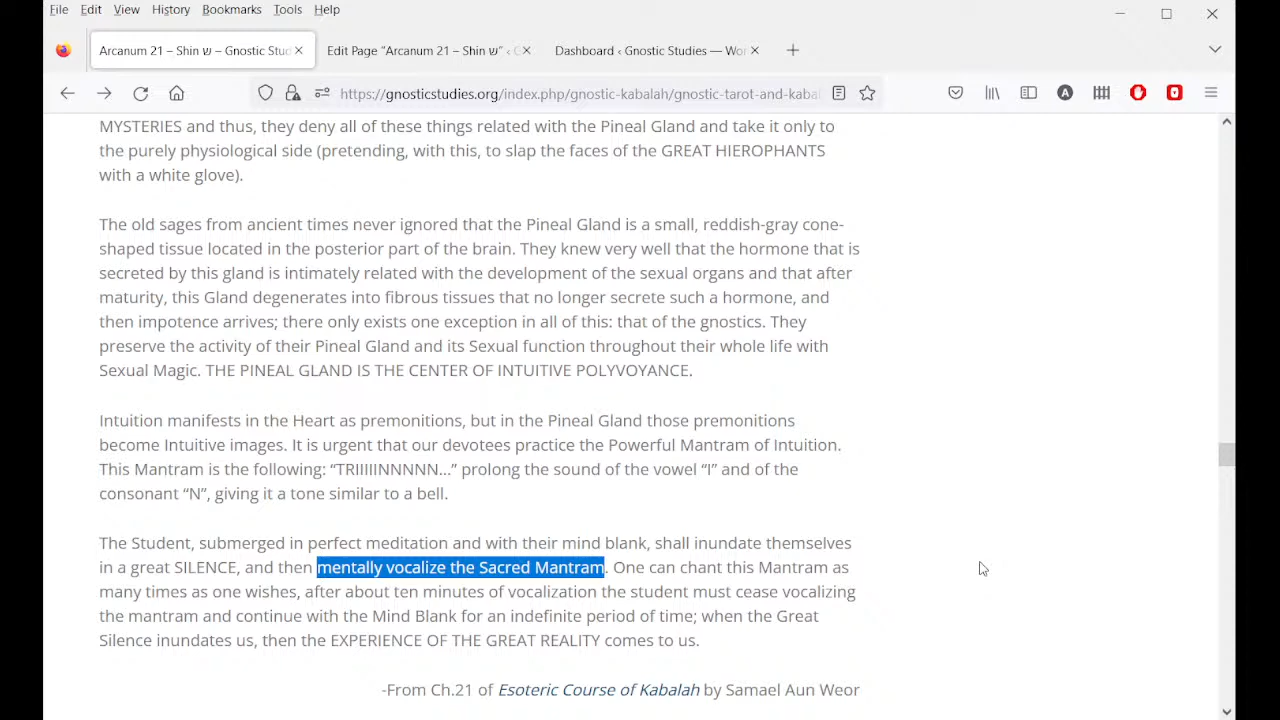 File Edit View History Bookmarks Tools Help
Arcanum 21 – Shin ש – Gnostic Stud
Edit Page “Arcanum 21 – Shin ש” ‹ G
Dashboard ‹ Gnostic Studies — Wor
https://gnosticstudies.org/index.php/gnostic-kabalah/gnostic-tarot-and-kabal
MYSTERIES and thus, they deny all of these things related with the Pineal Gland and take it only to
the purely physiological side (pretending, with this, to slap the faces of the GREAT HIEROPHANTS
with a white glove).
The old sages from ancient times never ignored that the Pineal Gland is a small, reddish-gray cone-
shaped tissue located in the posterior part of the brain. They knew very well that the hormone that is
secreted by this gland is intimately related with the development of the sexual organs and that after
maturity, this Gland degenerates into fibrous tissues that no longer secrete such a hormone, and
then impotence arrives; there only exists one exception in all of this: that of the gnostics. They
preserve the activity of their Pineal Gland and its Sexual function throughout their whole life with
Sexual Magic. THE PINEAL GLAND IS THE CENTER OF INTUITIVE POLYVOYANCE.
Intuition manifests in the Heart as premonitions, but in the Pineal Gland those premonitions
become Intuitive images. It is urgent that our devotees practice the Powerful Mantram of Intuition.
This Mantram is the following: “TRIIIIINNNNN...” prolong the sound of the vowel “I” and of the
consonant “N”, giving it a tone similar to a bell.
The Student, submerged in perfect meditation and with their mind blank, shall inundate themselves
in a great SILENCE, and then mentally vocalize the Sacred Mantram. One can chant this Mantram as
many times as one wishes, after about ten minutes of vocalization the student must cease vocalizing
the mantram and continue with the Mind Blank for an indefinite period of time; when the Great
Silence inundates us, then the EXPERIENCE OF THE GREAT REALITY comes to us.
-From Ch.21 of Esoteric Course of Kabalah by Samael Aun Weor